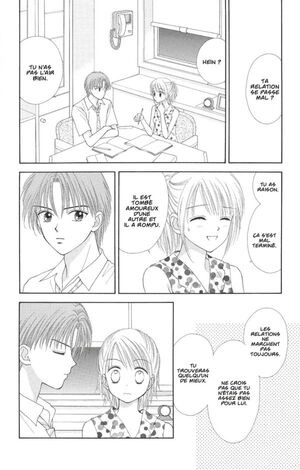 TA
RELATION
SE PASSE
MAL ?
HEIN ?
TU N'AS
PAS L'AIR
BIEN.
TU AS
RAISON.
ÇA S'EST
MAL
TERMINÉ.
IL EST
TOMBÉ
AMOUREUX
D'UNE
AUTRE ET
IL A ROMPU.
LES
RELATIONS
NE
MARCHENT
PAS
TOUJOURS.
NE CROIS
PAS QUE TU
N'ÉTAIS PAS
ASSEZ BIEN
POUR LUI.
TU
TROUVERAS
QUELQU'UN
DE MIEUX.